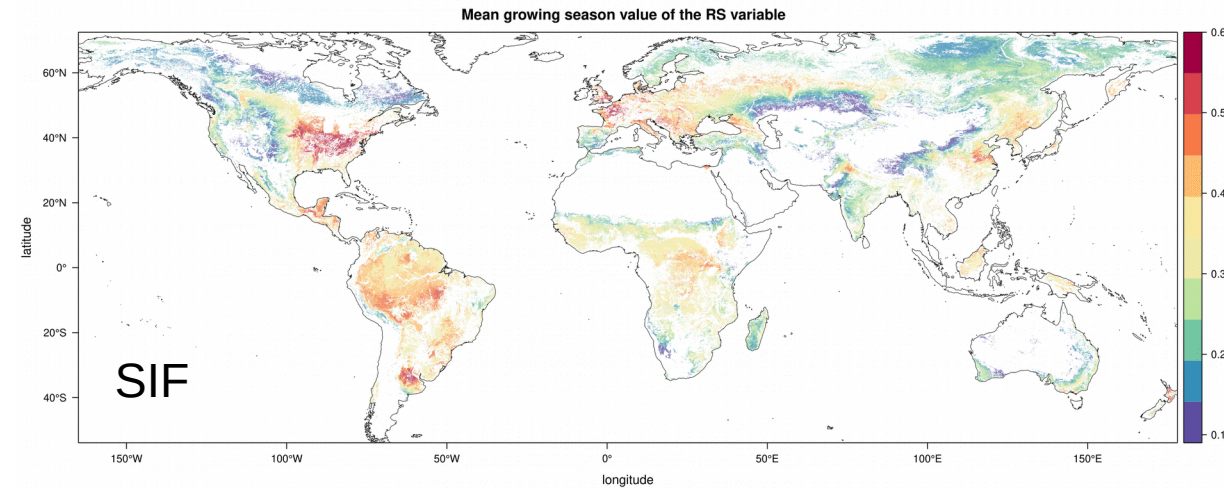 Mean growing season value of the RS variable
60°N
40°N
20°N
0°
20°S
40°S
latitude
SIF
150°W
100°W
50°W
0°
50°E
100°E
150°E
longitude
0.6
0.5
0.4
0.3
0.2
0.1